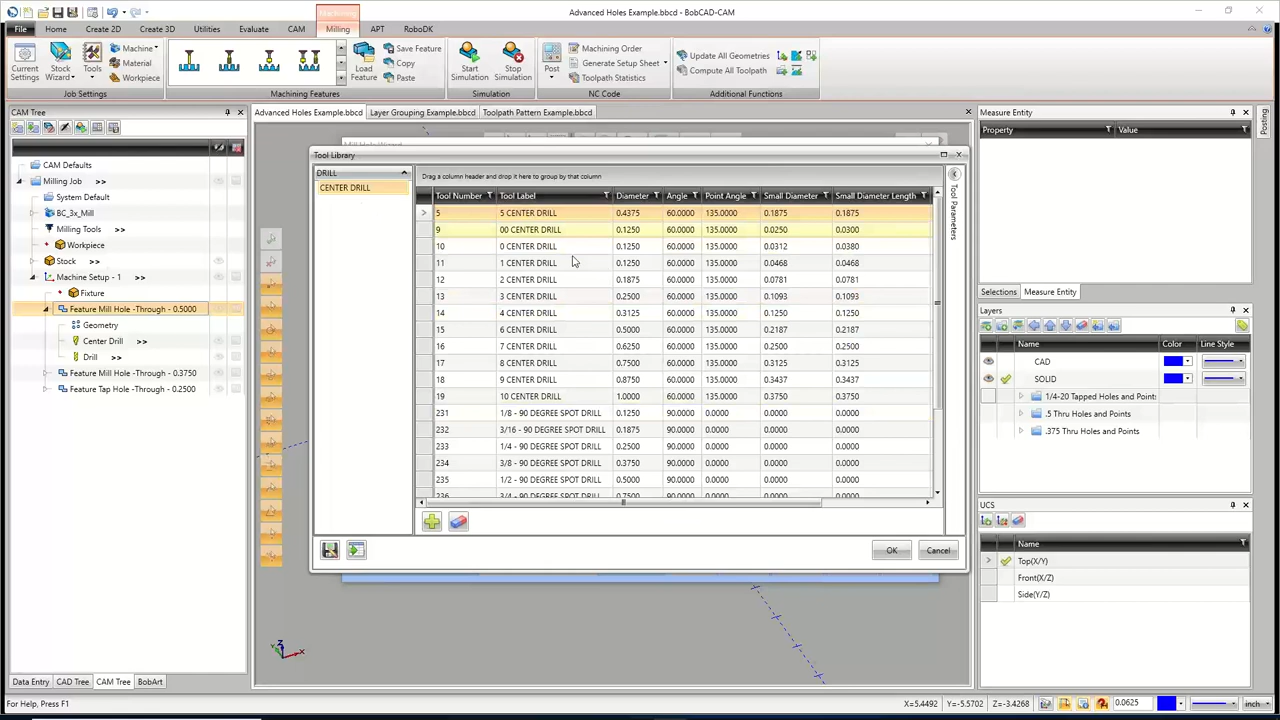 Advanced Holes Example.bbcd - BobCAD-CAM
File Home Create 2D Create 3D Utilities Evaluate CAM Milling APT RoboDK
Current Settings
Stock Wizard
Tools
Machine
Material
Workpiece
Job Settings
Load Feature
Save Feature
Copy
Paste
Machining Features
Start Simulation
Stop Simulation
Simulation
Post
Machining Order
Generate Setup Sheet
Toolpath Statistics
NC Code
Update All Geometries
Compute All Toolpath
Additional Functions
CAM Tree
Advanced Holes Example.bbcd Layer Grouping Example.bbcd Toolpath Pattern Example.bbcd
CAM Defaults
Milling Job >>
System Default
BC_3x_Mill
Milling Tools >>
Workpiece
Stock >>
Machine Setup - 1 >>
Fixture
Feature Mill Hole -Through - 0.5000
Geometry
Center Drill >>
Drill >>
Feature Mill Hole -Through - 0.3750
Feature Tap Hole -Through - 0.2500
Data Entry CAD Tree CAM Tree BobArt
Tool Library
DRILL
CENTER DRILL
Drag a column header and drop it here to group by that column
Tool Number Tool Label Diameter Angle Point Angle Small Diameter Small Diameter Length
5 5 CENTER DRILL 0.4375 60.0000 135.0000 0.1875 0.1875
9 00 CENTER DRILL 0.1250 60.0000 135.0000 0.0250 0.0300
10 0 CENTER DRILL 0.1250 60.0000 135.0000 0.0312 0.0380
11 1 CENTER DRILL 0.1250 60.0000 135.0000 0.0468 0.0468
12 2 CENTER DRILL 0.1875 60.0000 135.0000 0.0781 0.0781
13 3 CENTER DRILL 0.2500 60.0000 135.0000 0.1093 0.1093
14 4 CENTER DRILL 0.3125 60.0000 135.0000 0.1250 0.1250
15 6 CENTER DRILL 0.5000 60.0000 135.0000 0.2187 0.2187
16 7 CENTER DRILL 0.6250 60.0000 135.0000 0.2500 0.2500
17 8 CENTER DRILL 0.7500 60.0000 135.0000 0.3125 0.3125
18 9 CENTER DRILL 0.8750 60.0000 135.0000 0.3437 0.3437
19 10 CENTER DRILL 1.0000 60.0000 135.0000 0.3750 0.3750
231 1/8 - 90 DEGREE SPOT DRILL 0.1250 90.0000 0.0000 0.0000 0.0000
232 3/16 - 90 DEGREE SPOT DRILL 0.1875 90.0000 0.0000 0.0000 0.0000
233 1/4 - 90 DEGREE SPOT DRILL 0.2500 90.0000 0.0000 0.0000 0.0000
234 3/8 - 90 DEGREE SPOT DRILL 0.3750 90.0000 0.0000 0.0000 0.0000
235 1/2 - 90 DEGREE SPOT DRILL 0.5000 90.0000 0.0000 0.0000 0.0000
236 3/4 - 90 DEGREE SPOT DRILL 0.7500 90.0000 0.0000 0.0000 0.0000
Tool Parameters
OK Cancel
Measure Entity
Property Value
Posting
Selections Measure Entity
Layers
Name Color Line Style
CAD
SOLID
1/4-20 Tapped Holes and Points
.5 Thru Holes and Points
.375 Thru Holes and Points
UCS
Name
Top(X/Y)
Front(X/Z)
Side(Y/Z)
Z
X
For Help, Press F1
X=5.4492 Y=-5.5702 Z=-3.4268 0.0625 inch